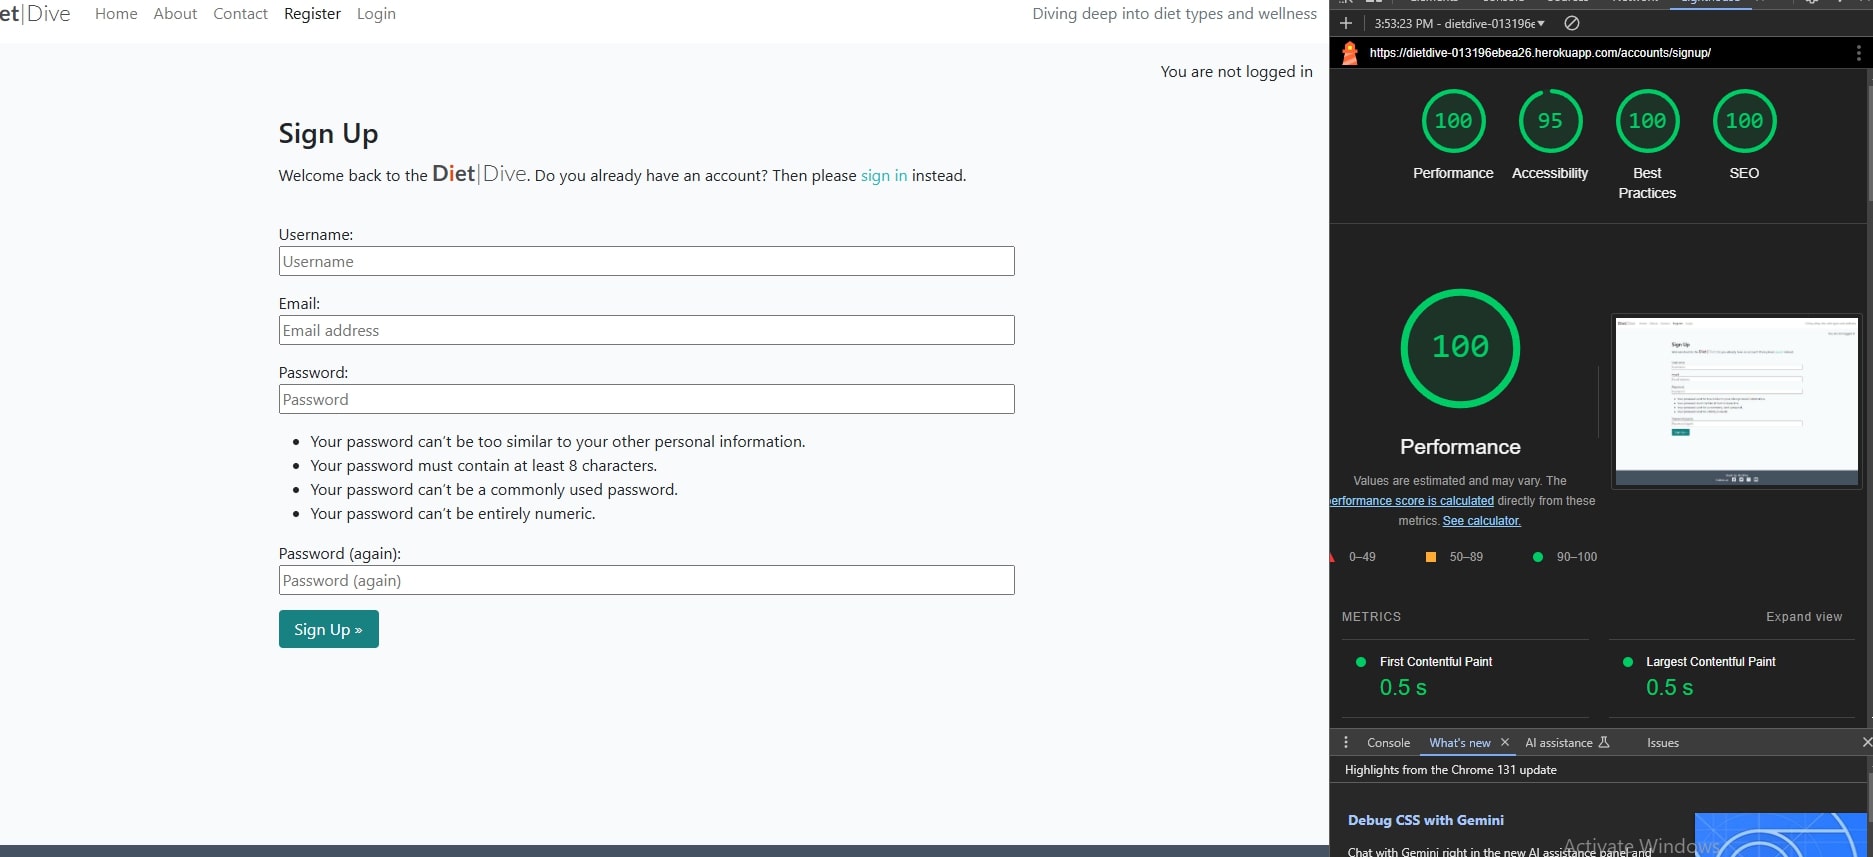 et|Dive Home About Contact Register Login Diving deep into diet types and wellness
You are not logged in
Sign Up
Welcome back to the Diet|Dive. Do you already have an account? Then please sign in instead.
Username:
Username
Email:
Email address
Password:
Password
Your password can’t be too similar to your other personal information.
Your password must contain at least 8 characters.
Your password can’t be a commonly used password.
Your password can’t be entirely numeric.
Password (again):
Password (again)
Sign Up »
3:53:23 PM - dietdive-013196e
https://dietdive-013196ebea26.herokuapp.com/accounts/signup/
100 95 100 100
Performance Accessibility Best Practices SEO
100
Performance
Values are estimated and may vary. The
erformance score is calculated directly from these
metrics. See calculator.
0–49 50–89 90–100
METRICS Expand view
First Contentful Paint Largest Contentful Paint
0.5 s 0.5 s
Console What's new AI assistance Issues
Highlights from the Chrome 131 update
Debug CSS with Gemini
Chat with Gemini right in the new AI assistance panel and
Activate Windows